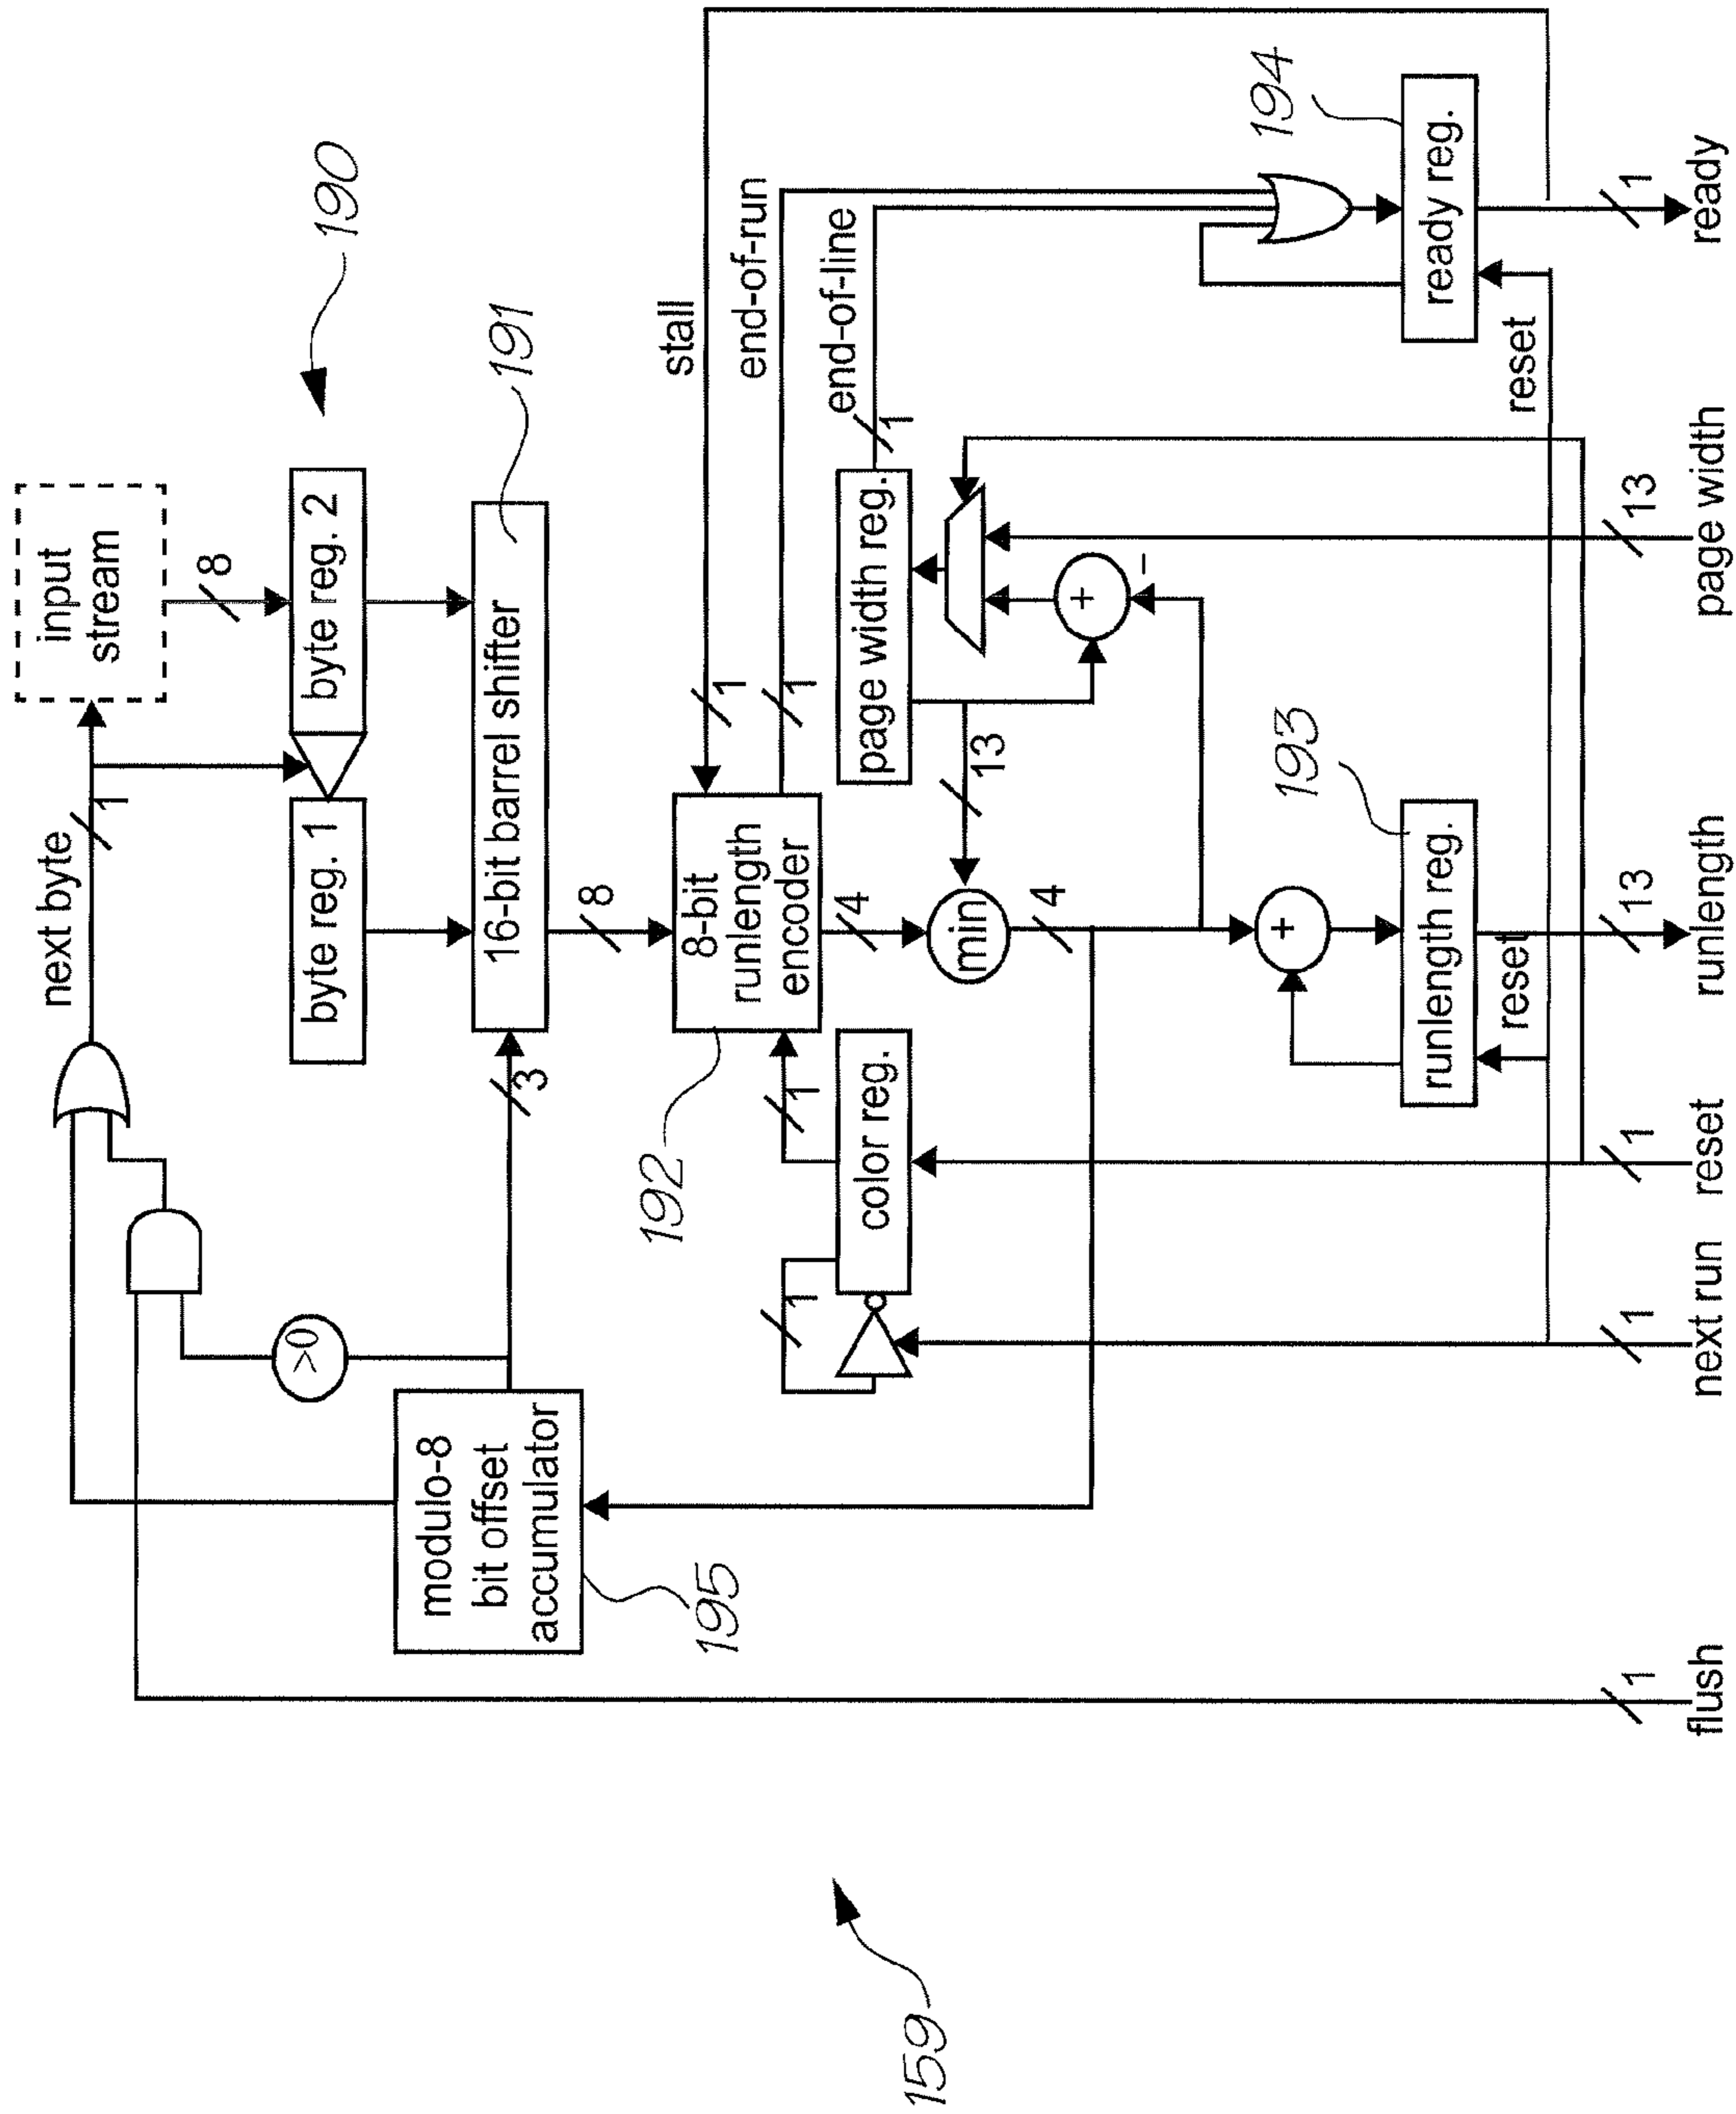 input
stream
next byte
1
8
190
byte reg. 1
byte reg. 2
16-bit barrel shifter
191
>0
3
8
modulo-8
bit offset
accumulator
195
8-bit
runlength
encoder
192
stall
1
end-of-run
1
end-of-line
1
color reg.
1
1
page width reg.
4
min
13
4
+
−
+
193
runlength reg.
reset
194
ready reg.
reset
159
1
flush
1
next run
1
reset
13
runlength
13
page width
1
ready